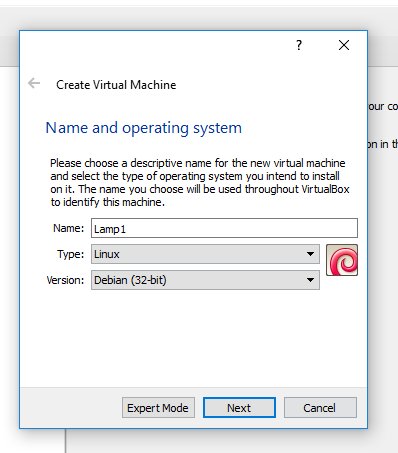 ?
Create Virtual Machine
your co
Name and operating system
on in th
Please choose a descriptive name for the new virtual machine
and select the type of operating system you intend to install
on it. The name you choose will be used throughout VirtualBox
to identify this machine.
Name: Lamp1
Type: Linux
Version: Debian (32-bit)
Expert Mode Next Cancel